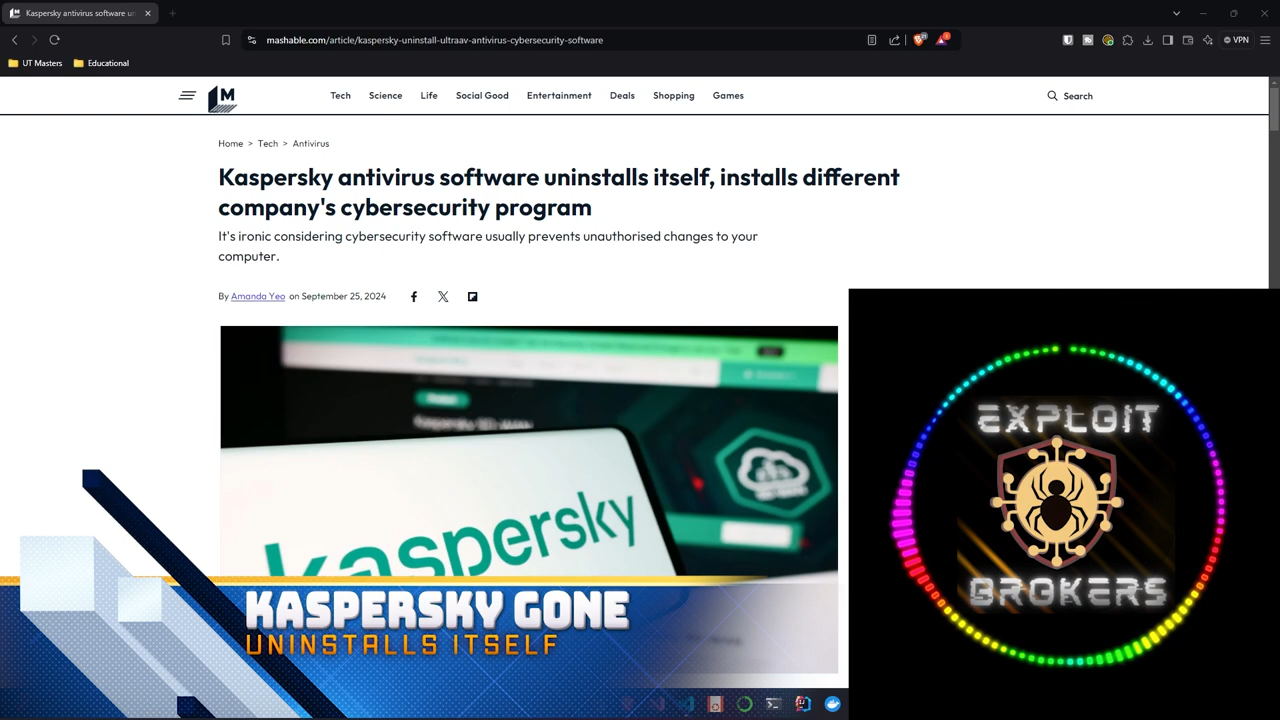 Kaspersky antivirus software un
mashable.com/article/kaspersky-uninstall-ultraav-antivirus-cybersecurity-software
VPN
UT Masters
Educational
M
Tech
Science
Life
Social Good
Entertainment
Deals
Shopping
Games
Search
Home > Tech > Antivirus
Kaspersky antivirus software uninstalls itself, installs different
company's cybersecurity program
It's ironic considering cybersecurity software usually prevents unauthorised changes to your
computer.
By Amanda Yeo on September 25, 2024
kaspersky
EXPLOIT
BROKERS
KASPERSKY GONE
UNINSTALLS ITSELF